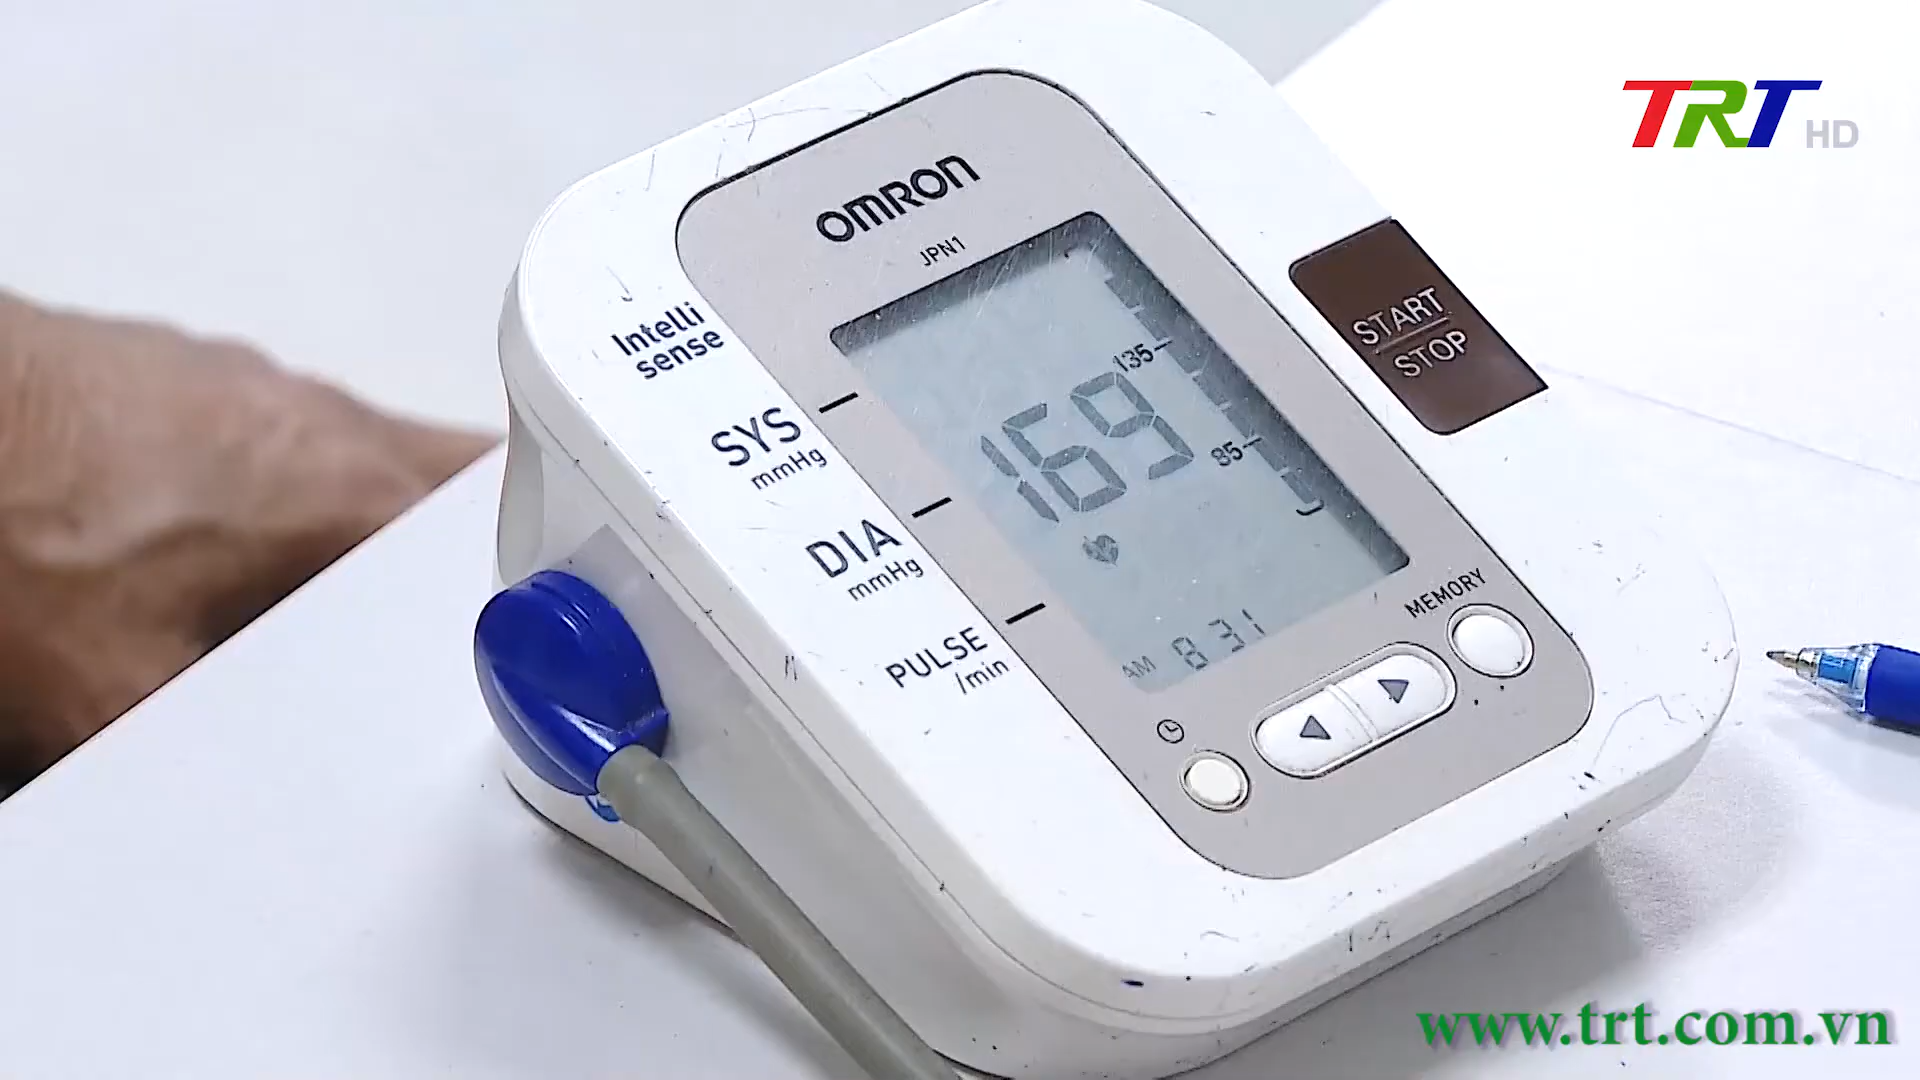 TRT HD
OMRON
JPN1
Intelli
sense
START
STOP
135
SYS
mmHg
169
85
DIA
mmHg
PULSE
/min
AM 8 31
MEMORY
www.trt.com.vn